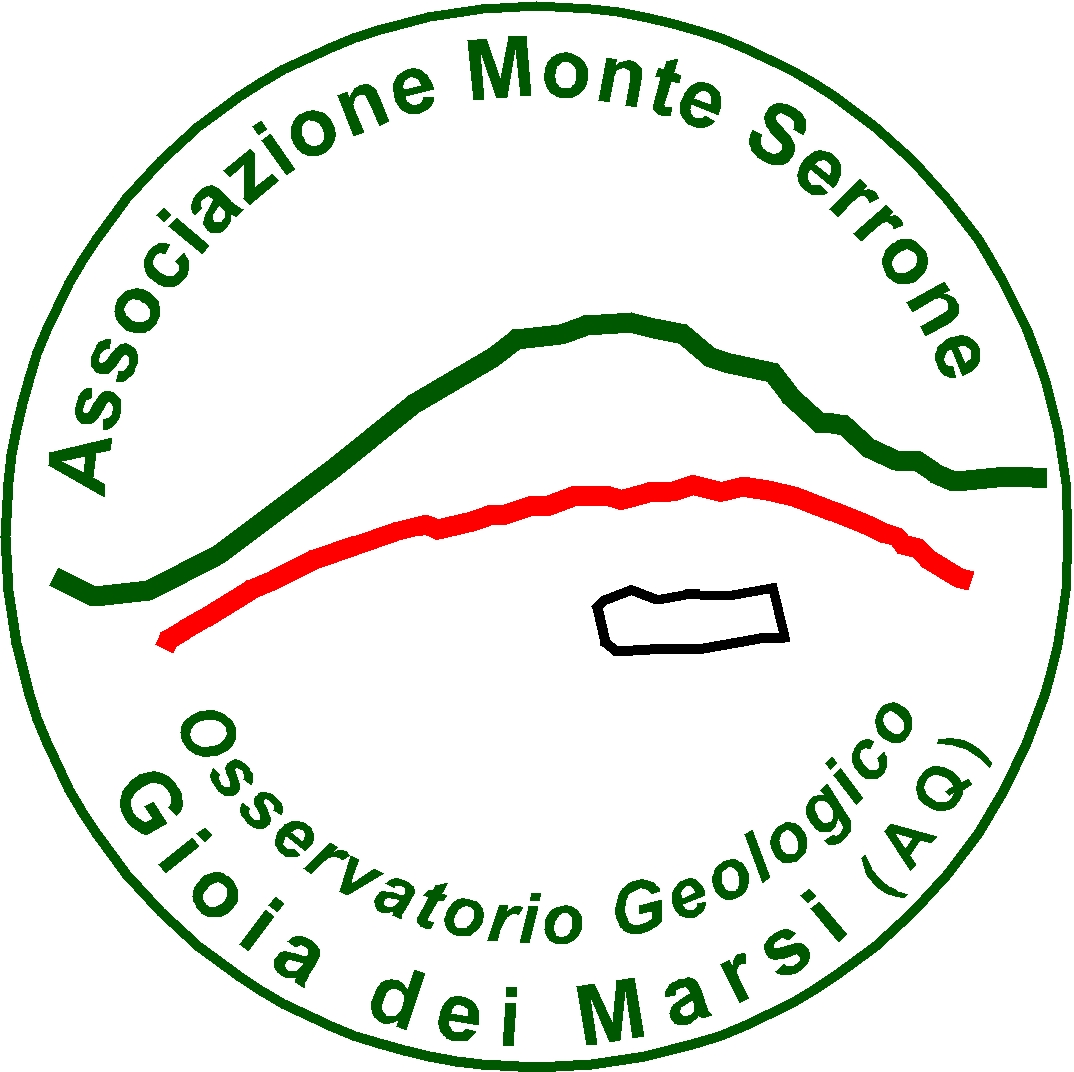 Associazione Monte Serrone
Osservatorio Geologico
Gioia dei Marsi (AQ)